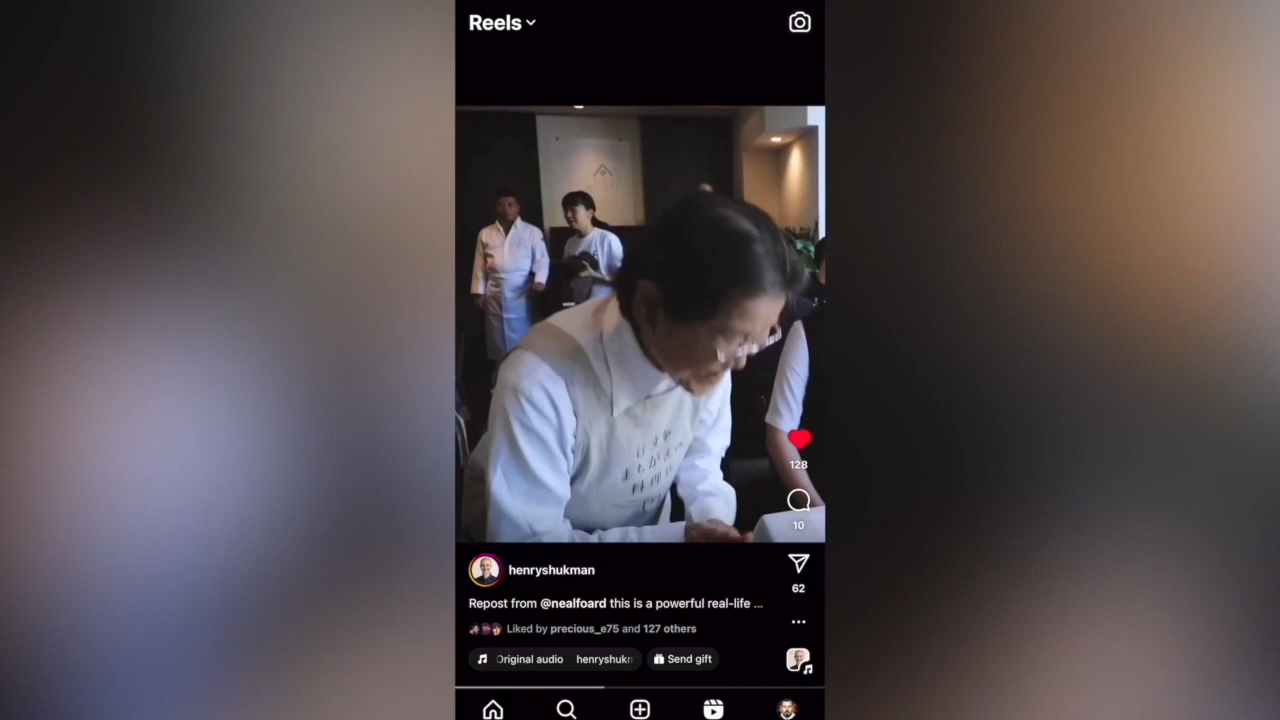 Reels
128
10
henryshukman
62
Repost from @nealfoard this is a powerful real-life ...
Liked by precious_e75 and 127 others
Original audio henryshukn
Send gift